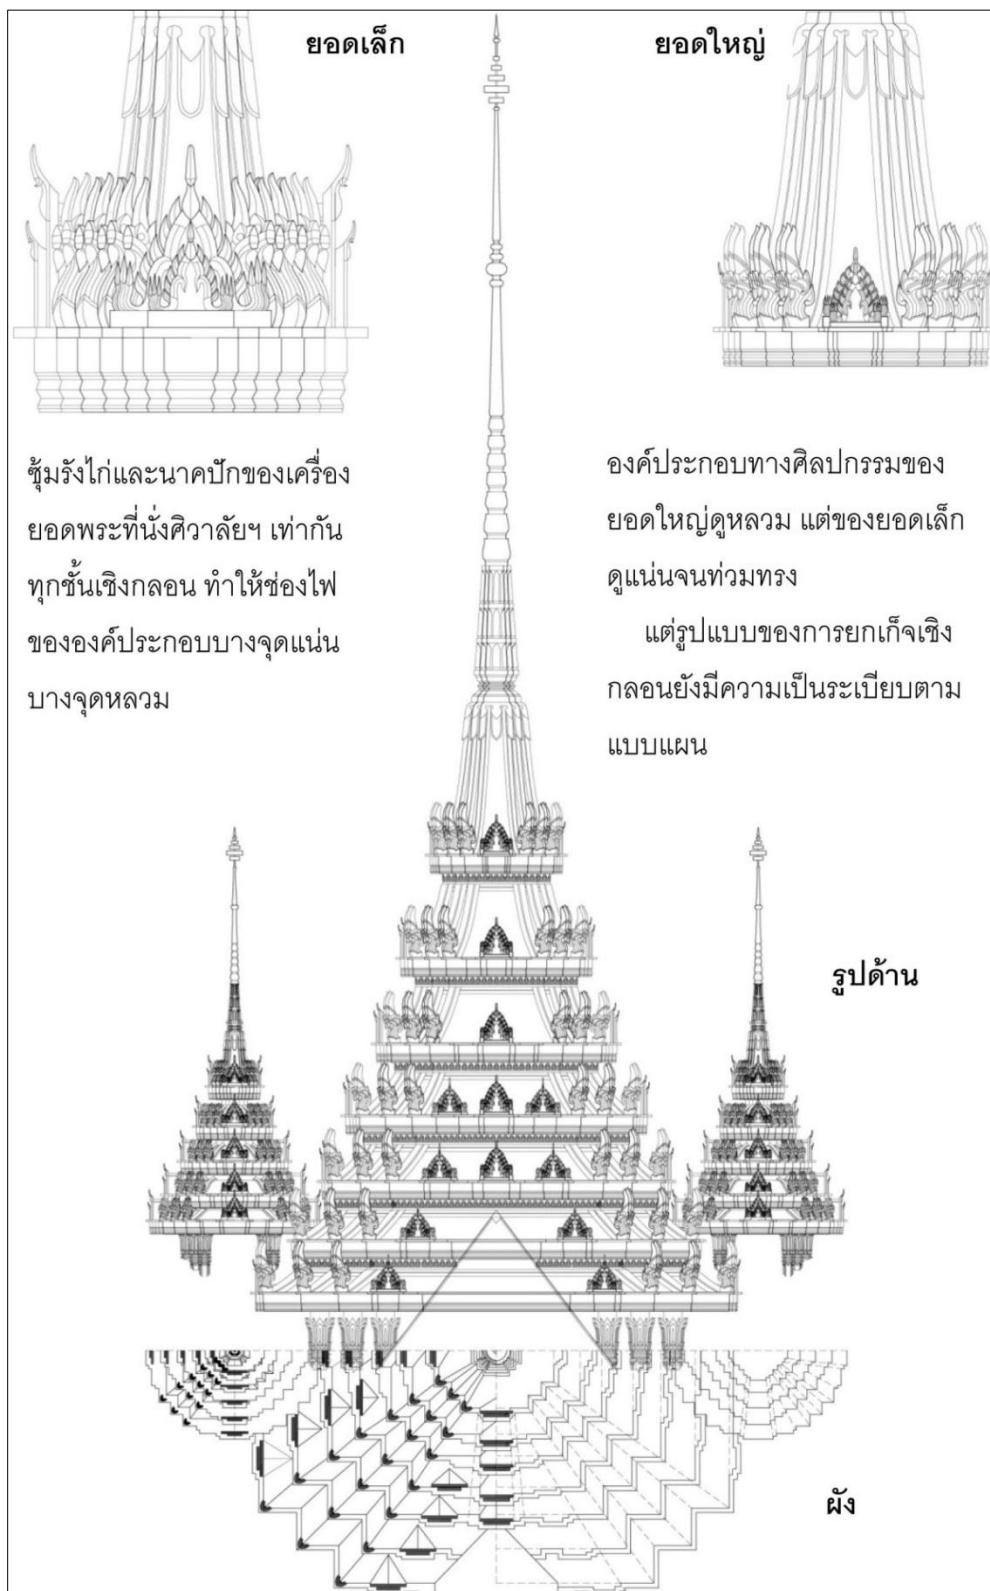 ยอดเล็ก
ยอดใหญ่
ซุ้มรังไก่และนาคปักของเครื่อง
ยอดพระที่นั่งศิวาลัยฯ เท่ากัน
ทุกชั้นเชิงกลอน ทำให้ช่องไฟ
ขององค์ประกอบบางจุดแน่น
บางจุดหลวม
องค์ประกอบทางศิลปกรรมของ
ยอดใหญ่ดูหลวม แต่ของยอดเล็ก
ดูแน่นจนท่วมทรง
แต่รูปแบบของการยกเก็จเชิง
กลอนยังมีความเป็นระเบียบตาม
แบบแผน
รูปด้าน
ผัง